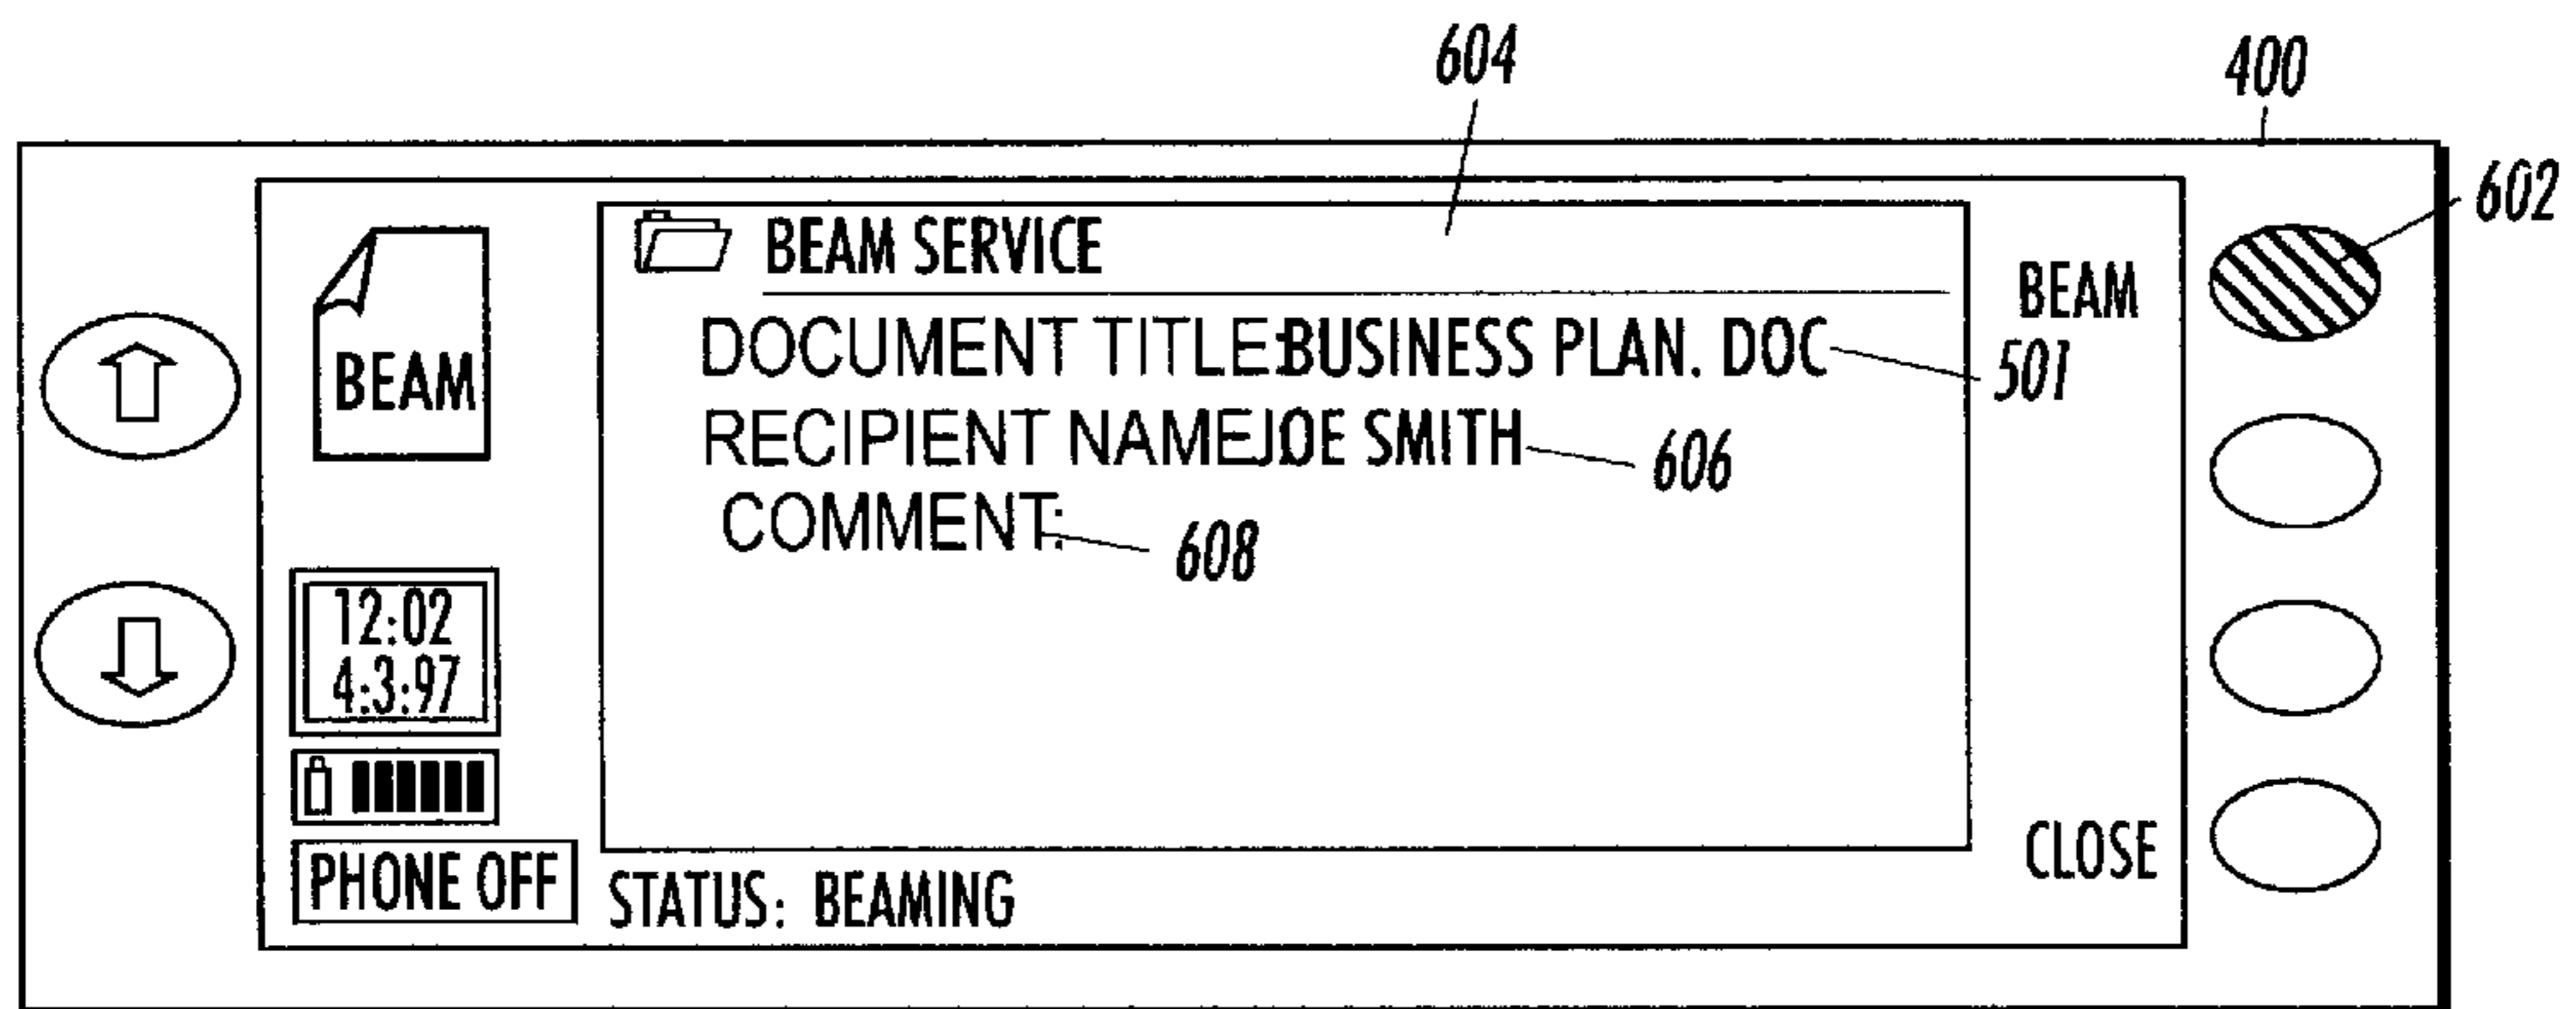 604
400
602
BEAM SERVICE
BEAM
DOCUMENT TITLE:BUSINESS PLAN. DOC
501
BEAM
RECIPIENT NAME:JOE SMITH
606
COMMENT:
608
12:02
4:3:97
PHONE OFF
STATUS: BEAMING
CLOSE